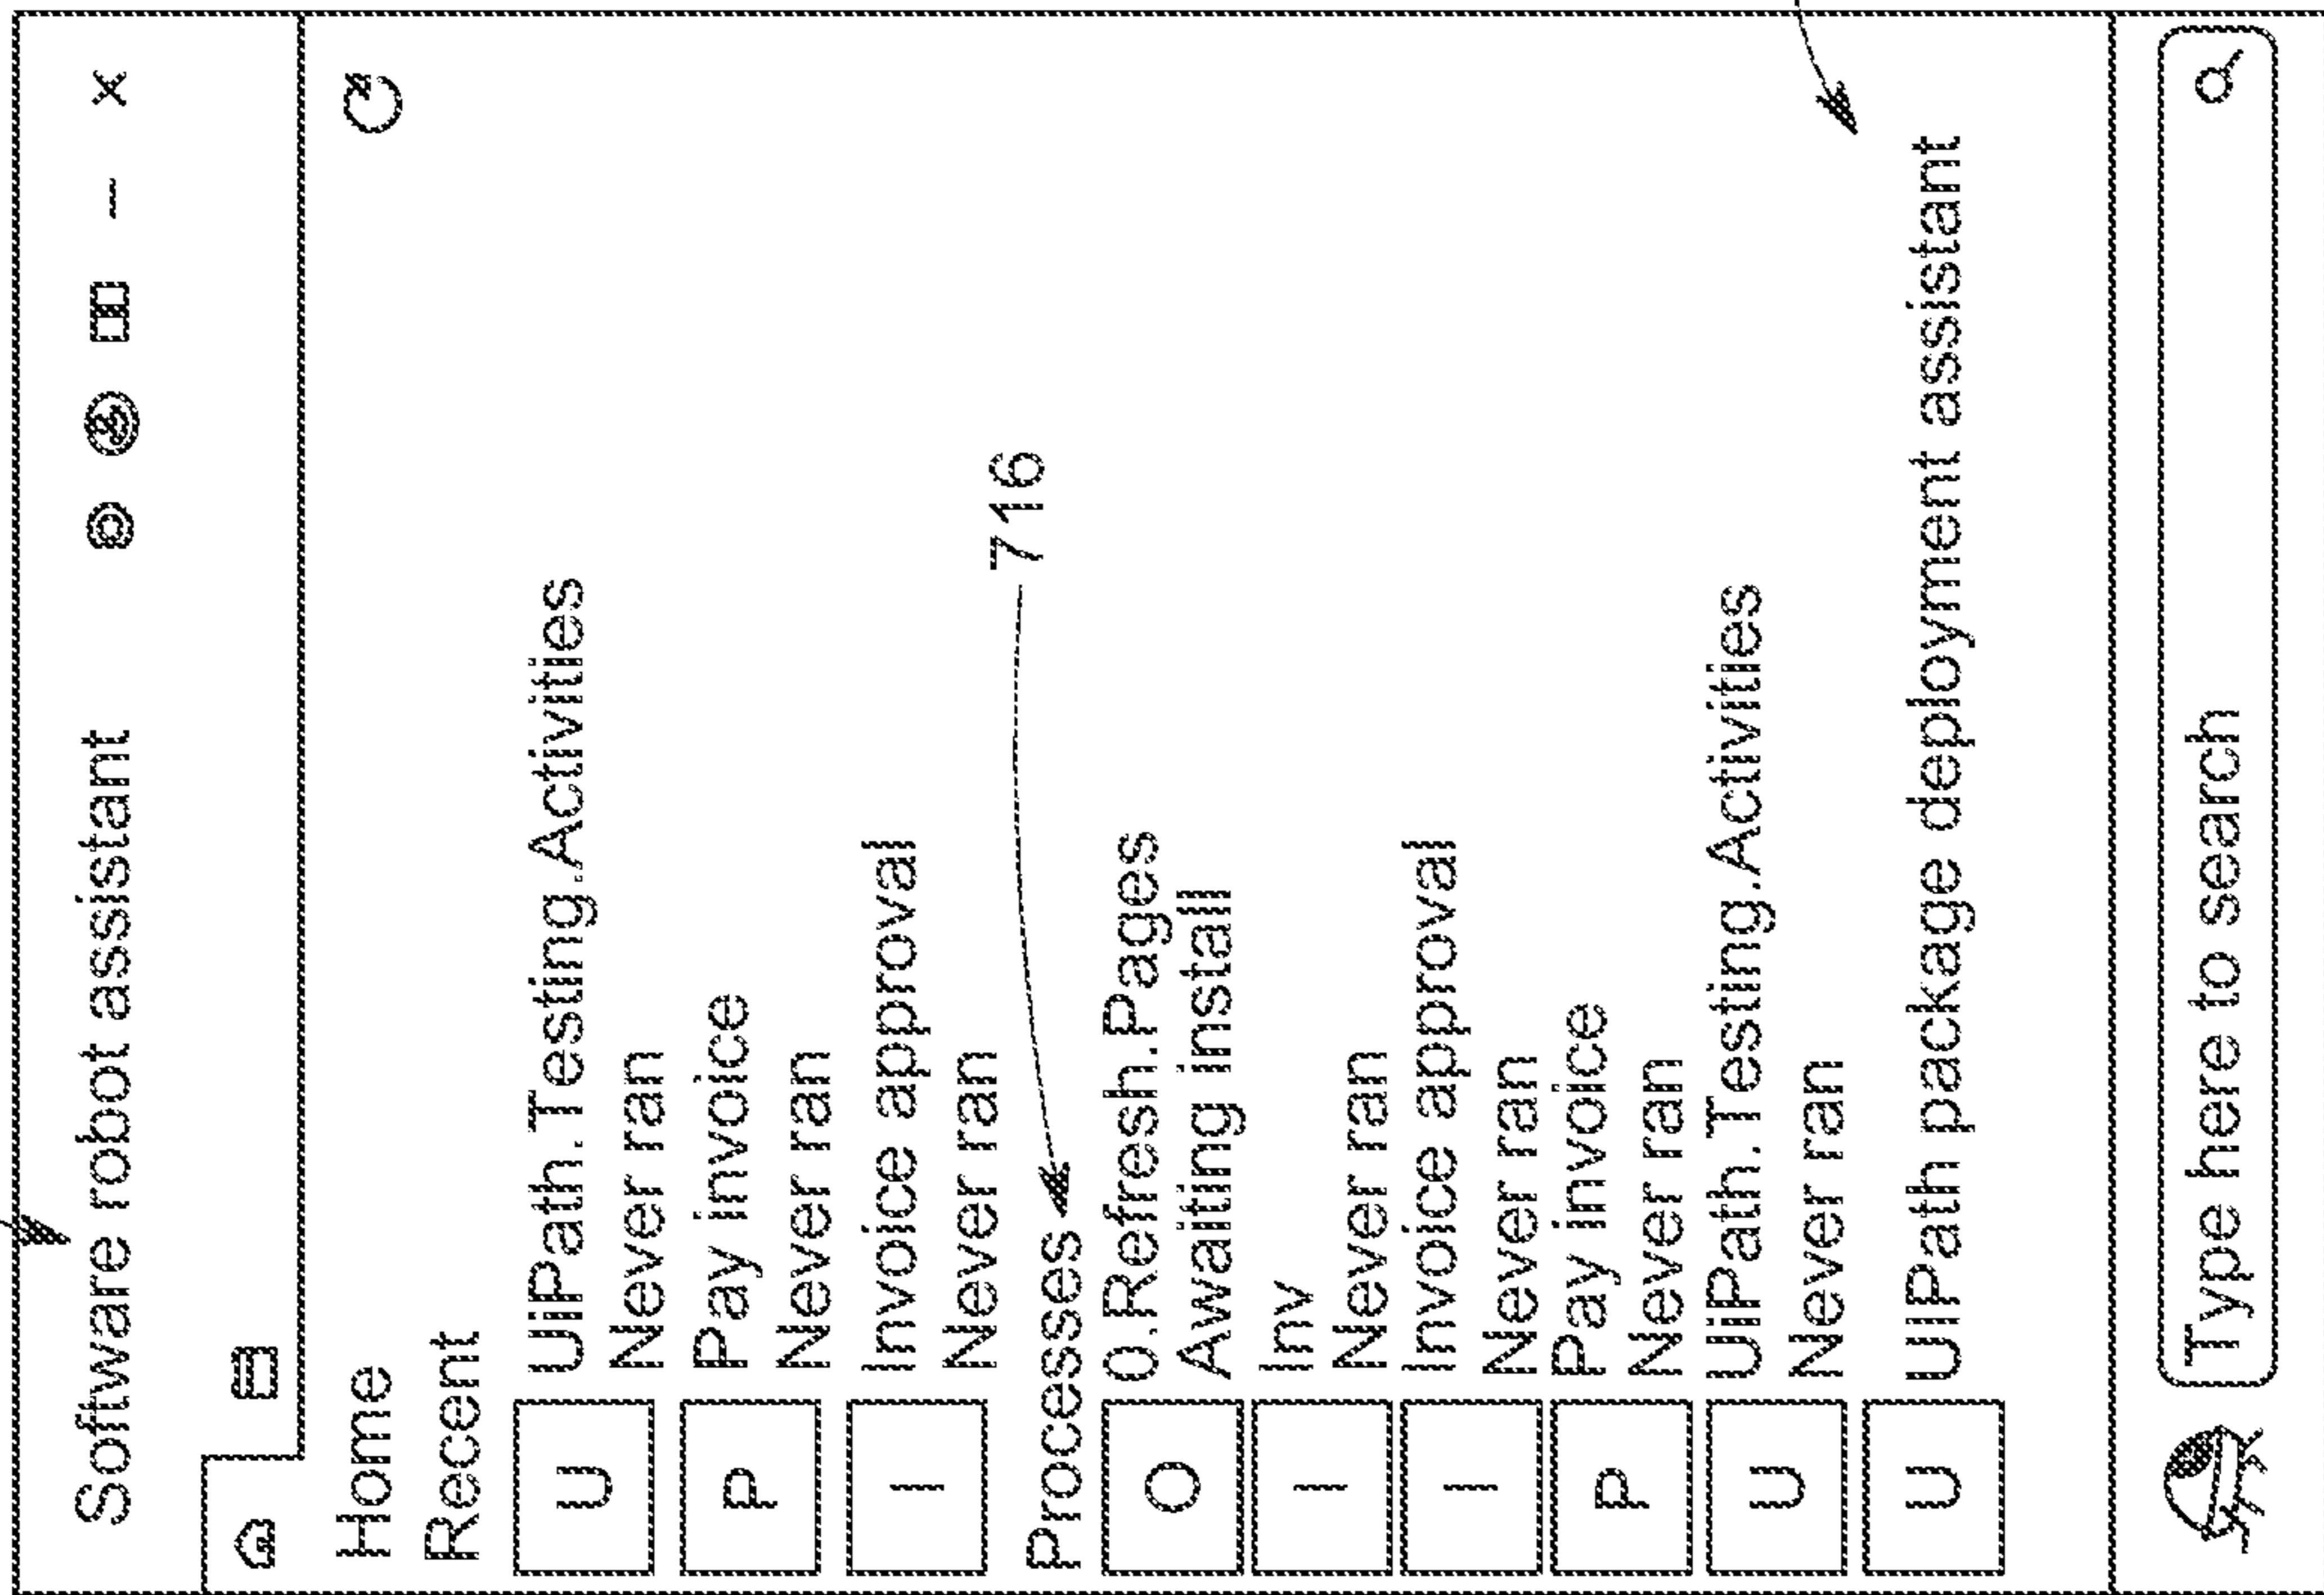 Software robot assistant
Home
Recent
U UiPath.Testing.Activities
Never ran
P Pay invoice
Never ran
I Invoice approval
Never ran
716
Processes
O 0.Refresh.Pages
Awaiting install
I Inv
Never ran
I Invoice approval
Never ran
P Pay invoice
Never ran
U UiPath.Testing.Activities
Never ran
U UiPath package deployment assistant
Type here to search